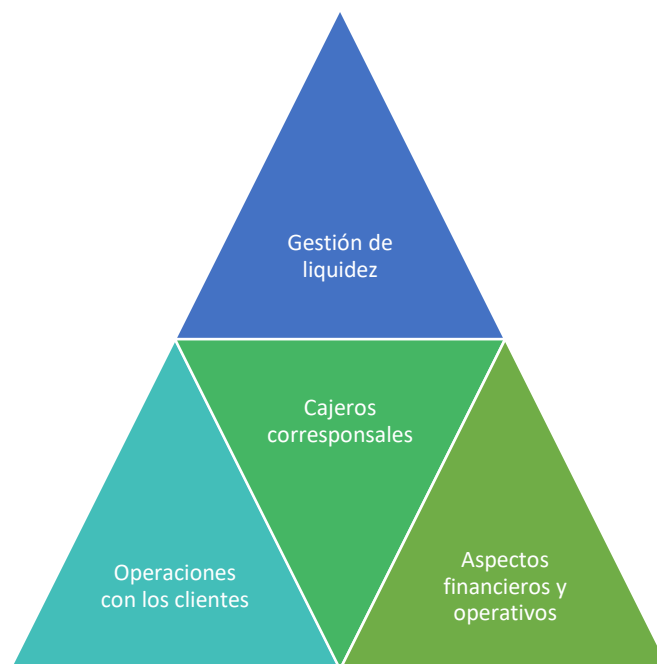 Gestión de
liquidez
Cajeros
corresponsales
Operaciones
con los clientes
Aspectos
financieros y
operativos